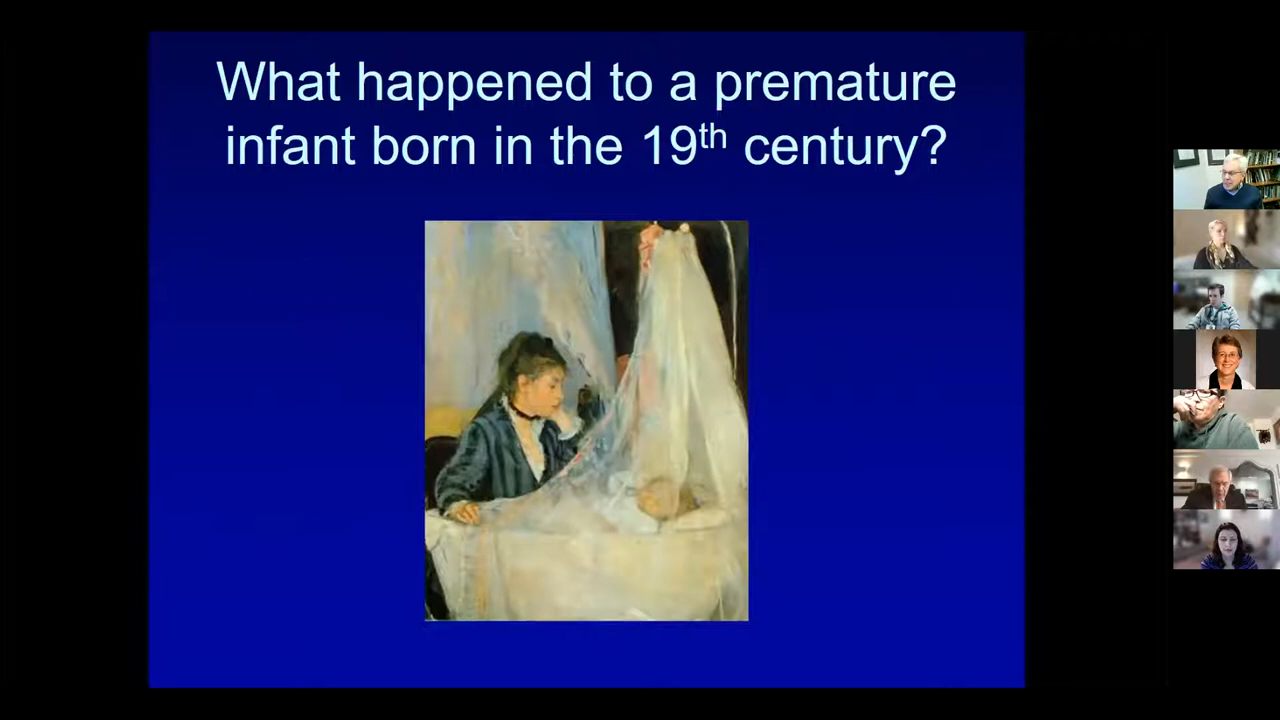 What happened to a premature
infant born in the 19th century?